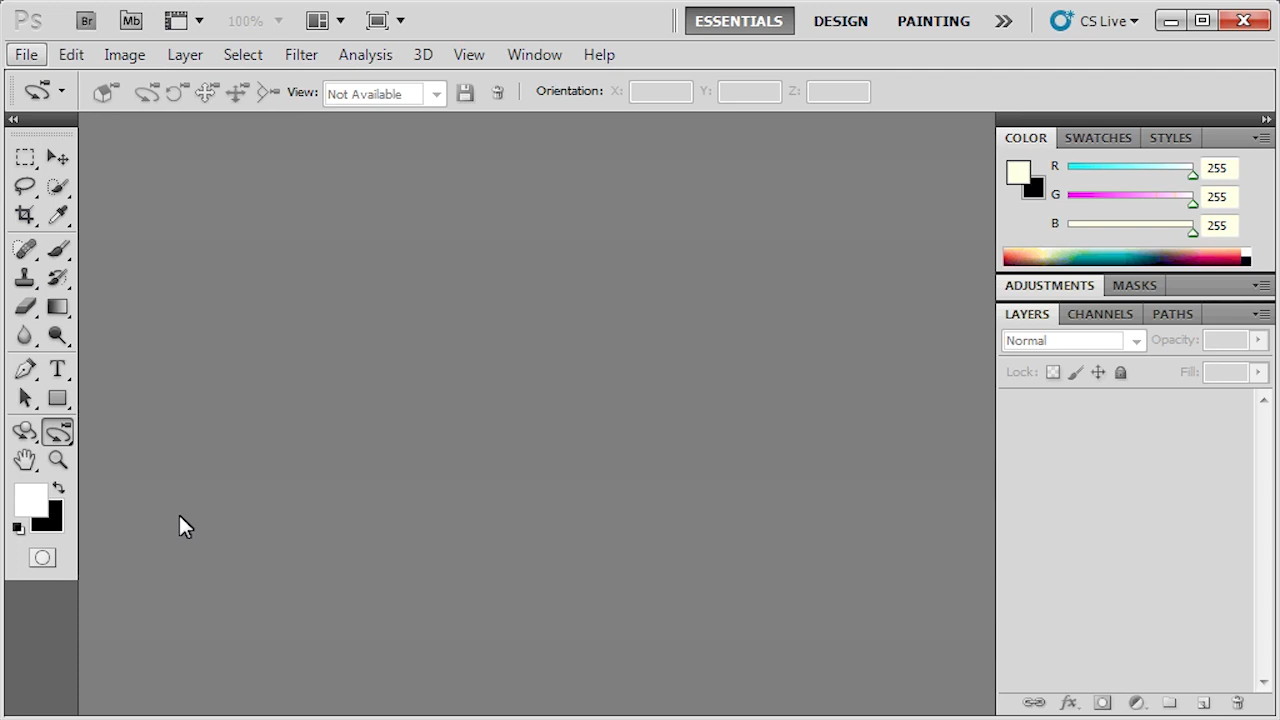 Ps Br Mb 100% ESSENTIALS DESIGN PAINTING CS Live
File Edit Image Layer Select Filter Analysis 3D View Window Help
View: Not Available Orientation: X: Y: Z:
COLOR SWATCHES STYLES
R 255
G 255
B 255
ADJUSTMENTS MASKS
LAYERS CHANNELS PATHS
Normal Opacity:
Lock: Fill:
T
fx